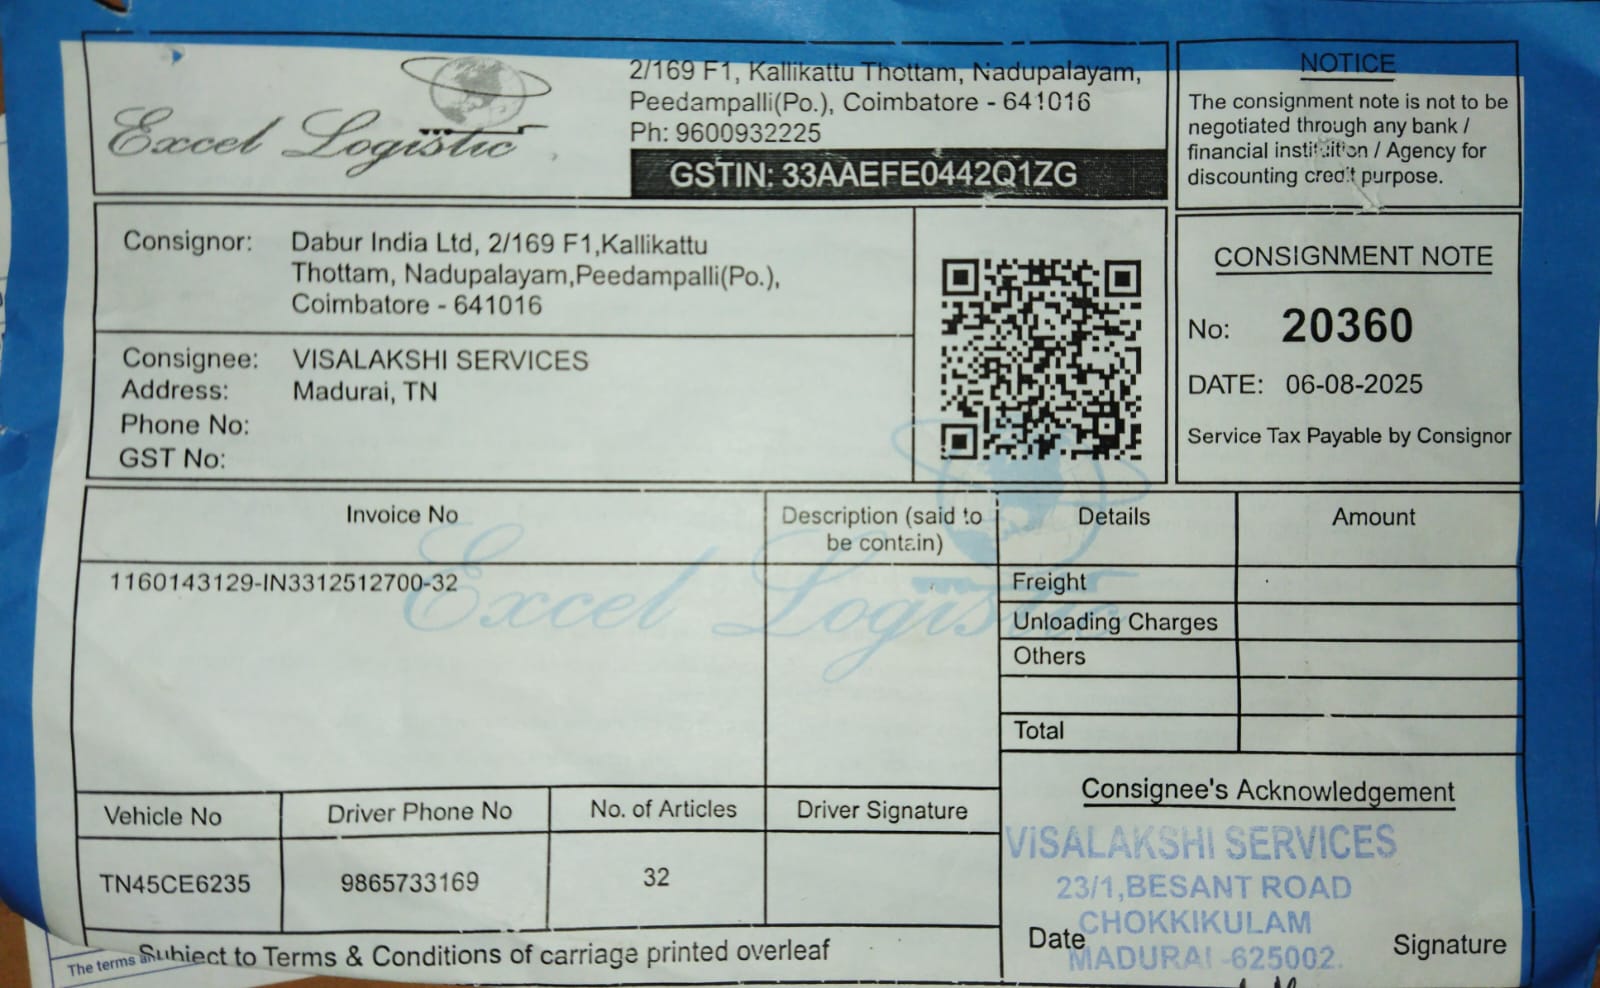 Excel Logistic
2/169 F1, Kallikattu Thottam, Nadupalayam,
Peedampalli(Po.), Coimbatore - 641016
Ph: 9600932225
GSTIN: 33AAEFE0442Q1ZG
NOTICE
The consignment note is not to be
negotiated through any bank /
financial institution / Agency for
discounting credit purpose.
Consignor: Dabur India Ltd, 2/169 F1,Kallikattu
Thottam, Nadupalayam,Peedampalli(Po.),
Coimbatore - 641016
Consignee: VISALAKSHI SERVICES
Address: Madurai, TN
Phone No:
GST No:
CONSIGNMENT NOTE
No: 20360
DATE: 06-08-2025
Service Tax Payable by Consignor
Invoice No
Description (said to
be contain)
Details Amount
1160143129-IN3312512700-32
Excel Logistic
Freight
Unloading Charges
Others
Total
Vehicle No Driver Phone No No. of Articles Driver Signature
TN45CE6235 9865733169 32
Consignee's Acknowledgement
VISALAKSHI SERVICES
23/1,BESANT ROAD
CHOKKIKULAM
MADURAI -625002.
Date Signature
Subject to Terms & Conditions of carriage printed overleaf
The terms